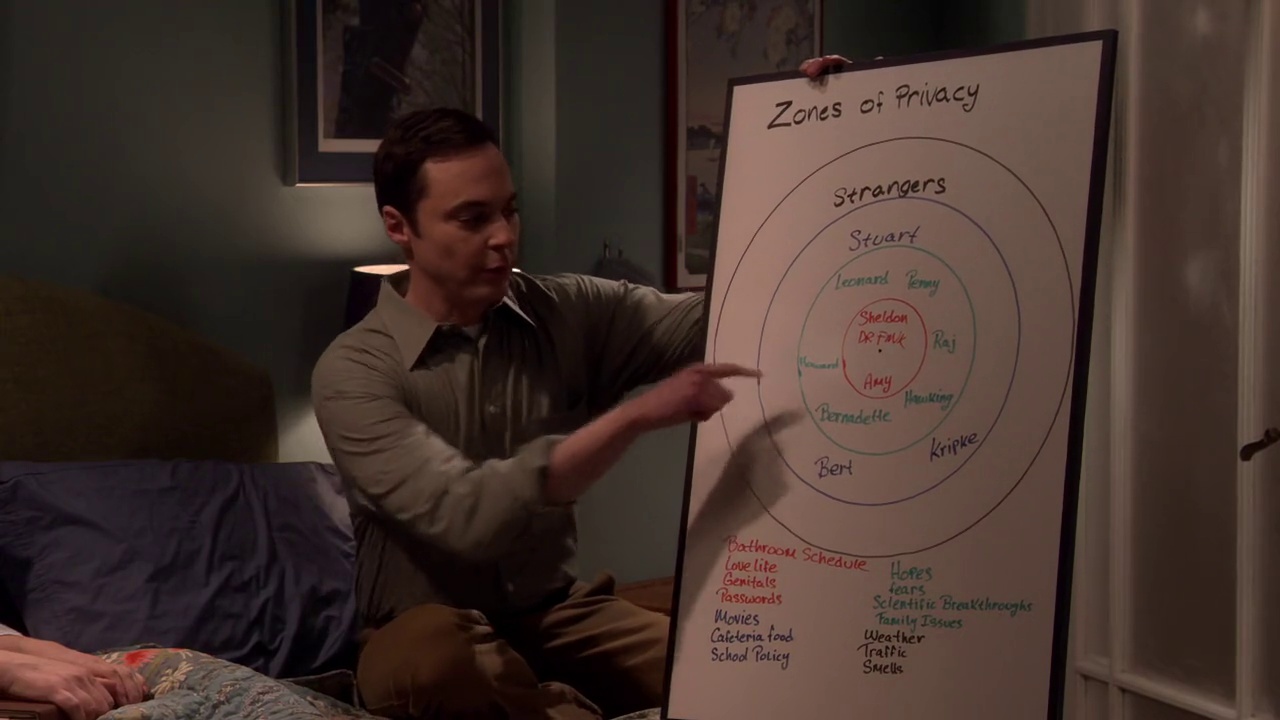 Zones of Privacy
Strangers
Stuart
Leonard Penny
Sheldon
DR. FMLK
Howard Raj
Amy
Hawking
Bernadette
Kripke
Bert
Bathroom Schedule
Love life
Genitals
Passwords
Movies
Cafeteria food
School Policy
Hopes
fears
Scientific Breakthroughs
Family Issues
Weather
Traffic
Smells